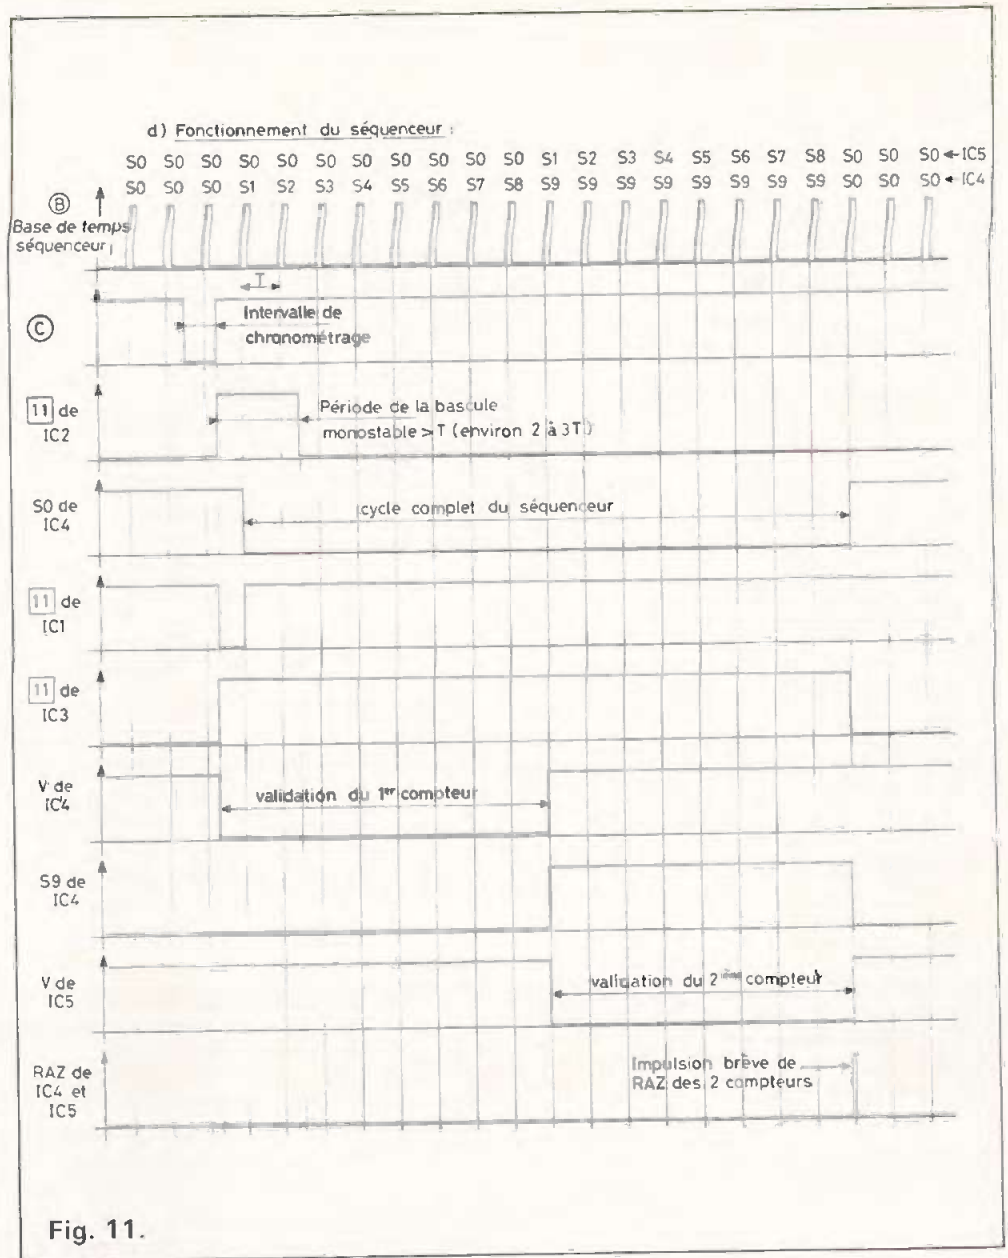 d) Fonctionnement du séquenceur :
S0 S0 S0 S0 S0 S0 S0 S0 S0 S0 S0 S1 S2 S3 S4 S5 S6 S7 S8 S0 S0 S0 ← IC5
S0 S0 S0 S1 S2 S3 S4 S5 S6 S7 S8 S9 S9 S9 S9 S9 S9 S9 S9 S0 S0 S0 ← IC4
B
Base de temps
séquenceur
T
C
Intervalle de
chronométrage
11 de
IC2
Période de la bascule
monostable > T (environ 2 à 3T)
S0 de
IC4
cycle complet du séquenceur
11 de
IC1
11 de
IC3
V de
IC4
validation du 1er compteur
S9 de
IC4
V de
IC5
validation du 2ème compteur
RAZ de
IC4 et
IC5
Impulsion brève de
RAZ des 2 compteurs
Fig. 11.